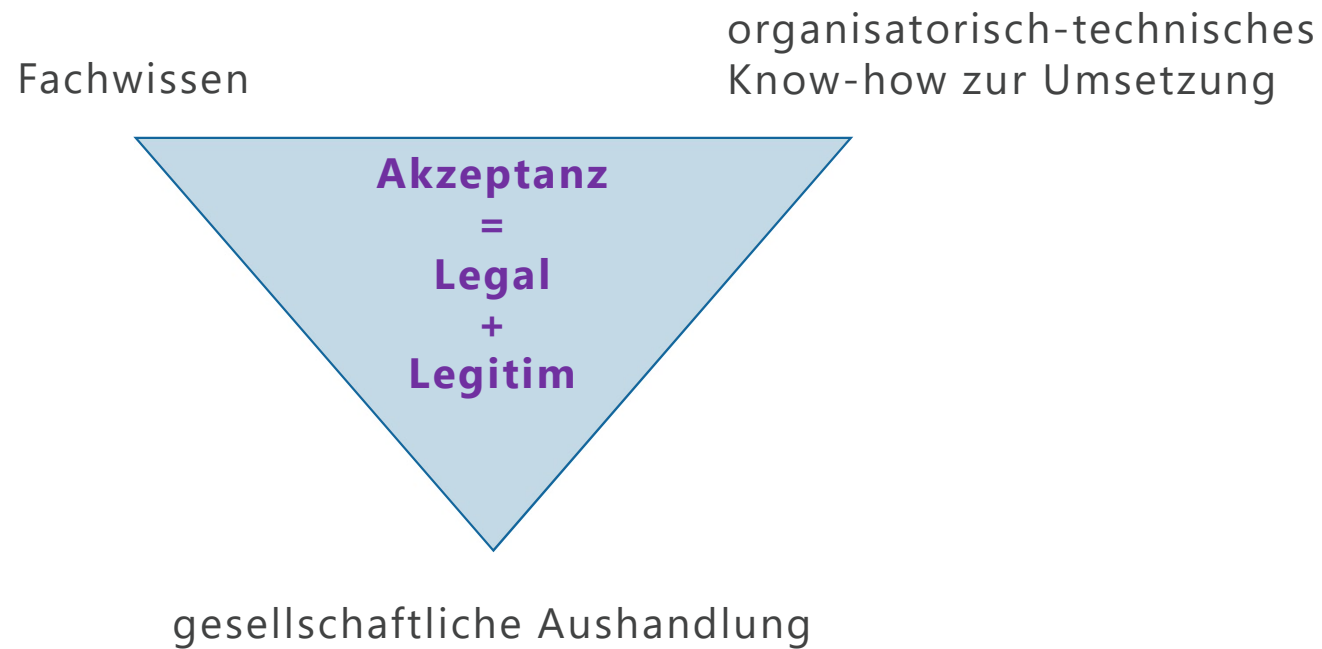 Fachwissen
organisatorisch-technisches
Know-how zur Umsetzung
Akzeptanz
=
Legal
+
Legitim
gesellschaftliche Aushandlung